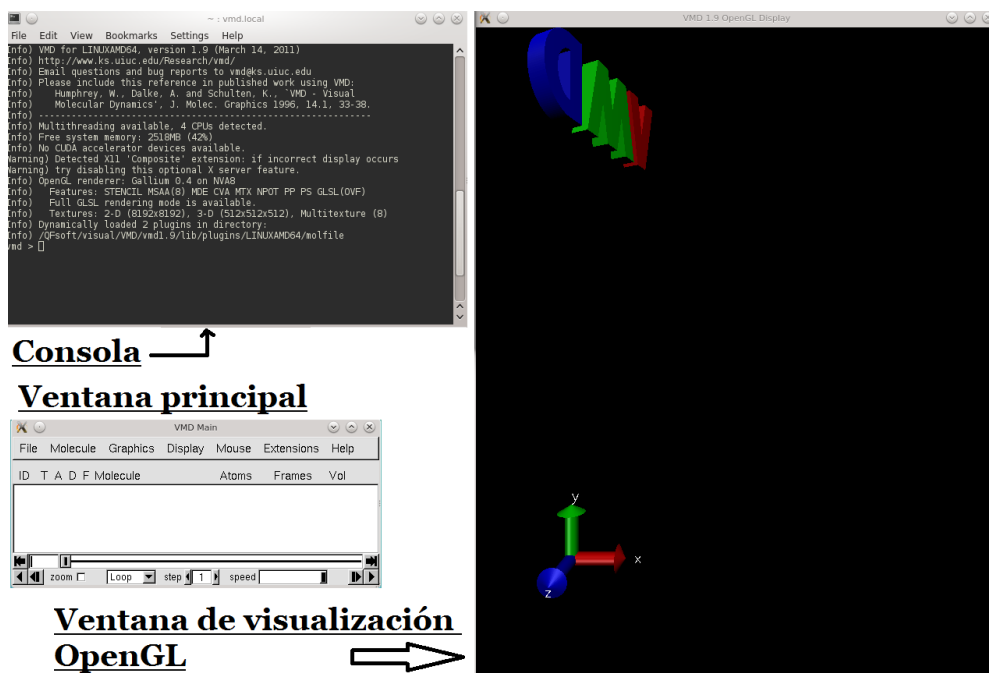 ~ : vmd.local
File Edit View Bookmarks Settings Help
Info) VMD for LINUXAMD64, version 1.9 (March 14, 2011)
Info) http://www.ks.uiuc.edu/Research/vmd/
Info) Email questions and bug reports to vmd@ks.uiuc.edu
Info) Please include this reference in published work using VMD:
Info) Humphrey, W., Dalke, A. and Schulten, K., `VMD - Visual
Info) Molecular Dynamics', J. Molec. Graphics 1996, 14.1, 33-38.
Info) -------------------------------------------------------------
Info) Multithreading available, 4 CPUs detected.
Info) Free system memory: 2518MB (42%)
Info) No CUDA accelerator devices available.
Warning) Detected X11 'Composite' extension: if incorrect display occurs
Warning) try disabling this optional X server feature.
Info) OpenGL renderer: Gallium 0.4 on NVA8
Info) Features: STENCIL MSAA(8) MDE CVA MTX NPOT PP PS GLSL(OVF)
Info) Full GLSL rendering mode is available.
Info) Textures: 2-D (8192x8192), 3-D (512x512x512), Multitexture (8)
Info) Dynamically loaded 2 plugins in directory:
Info) /QFsoft/visual/VMD/vmd1.9/lib/plugins/LINUXAMD64/molfile
vmd >
Consola
Ventana principal
VMD Main
File Molecule Graphics Display Mouse Extensions Help
ID T A D F Molecule Atoms Frames Vol
zoom Loop step 1 speed
Ventana de visualización
OpenGL
VMD 1.9 OpenGL Display
D M V
y
x
z